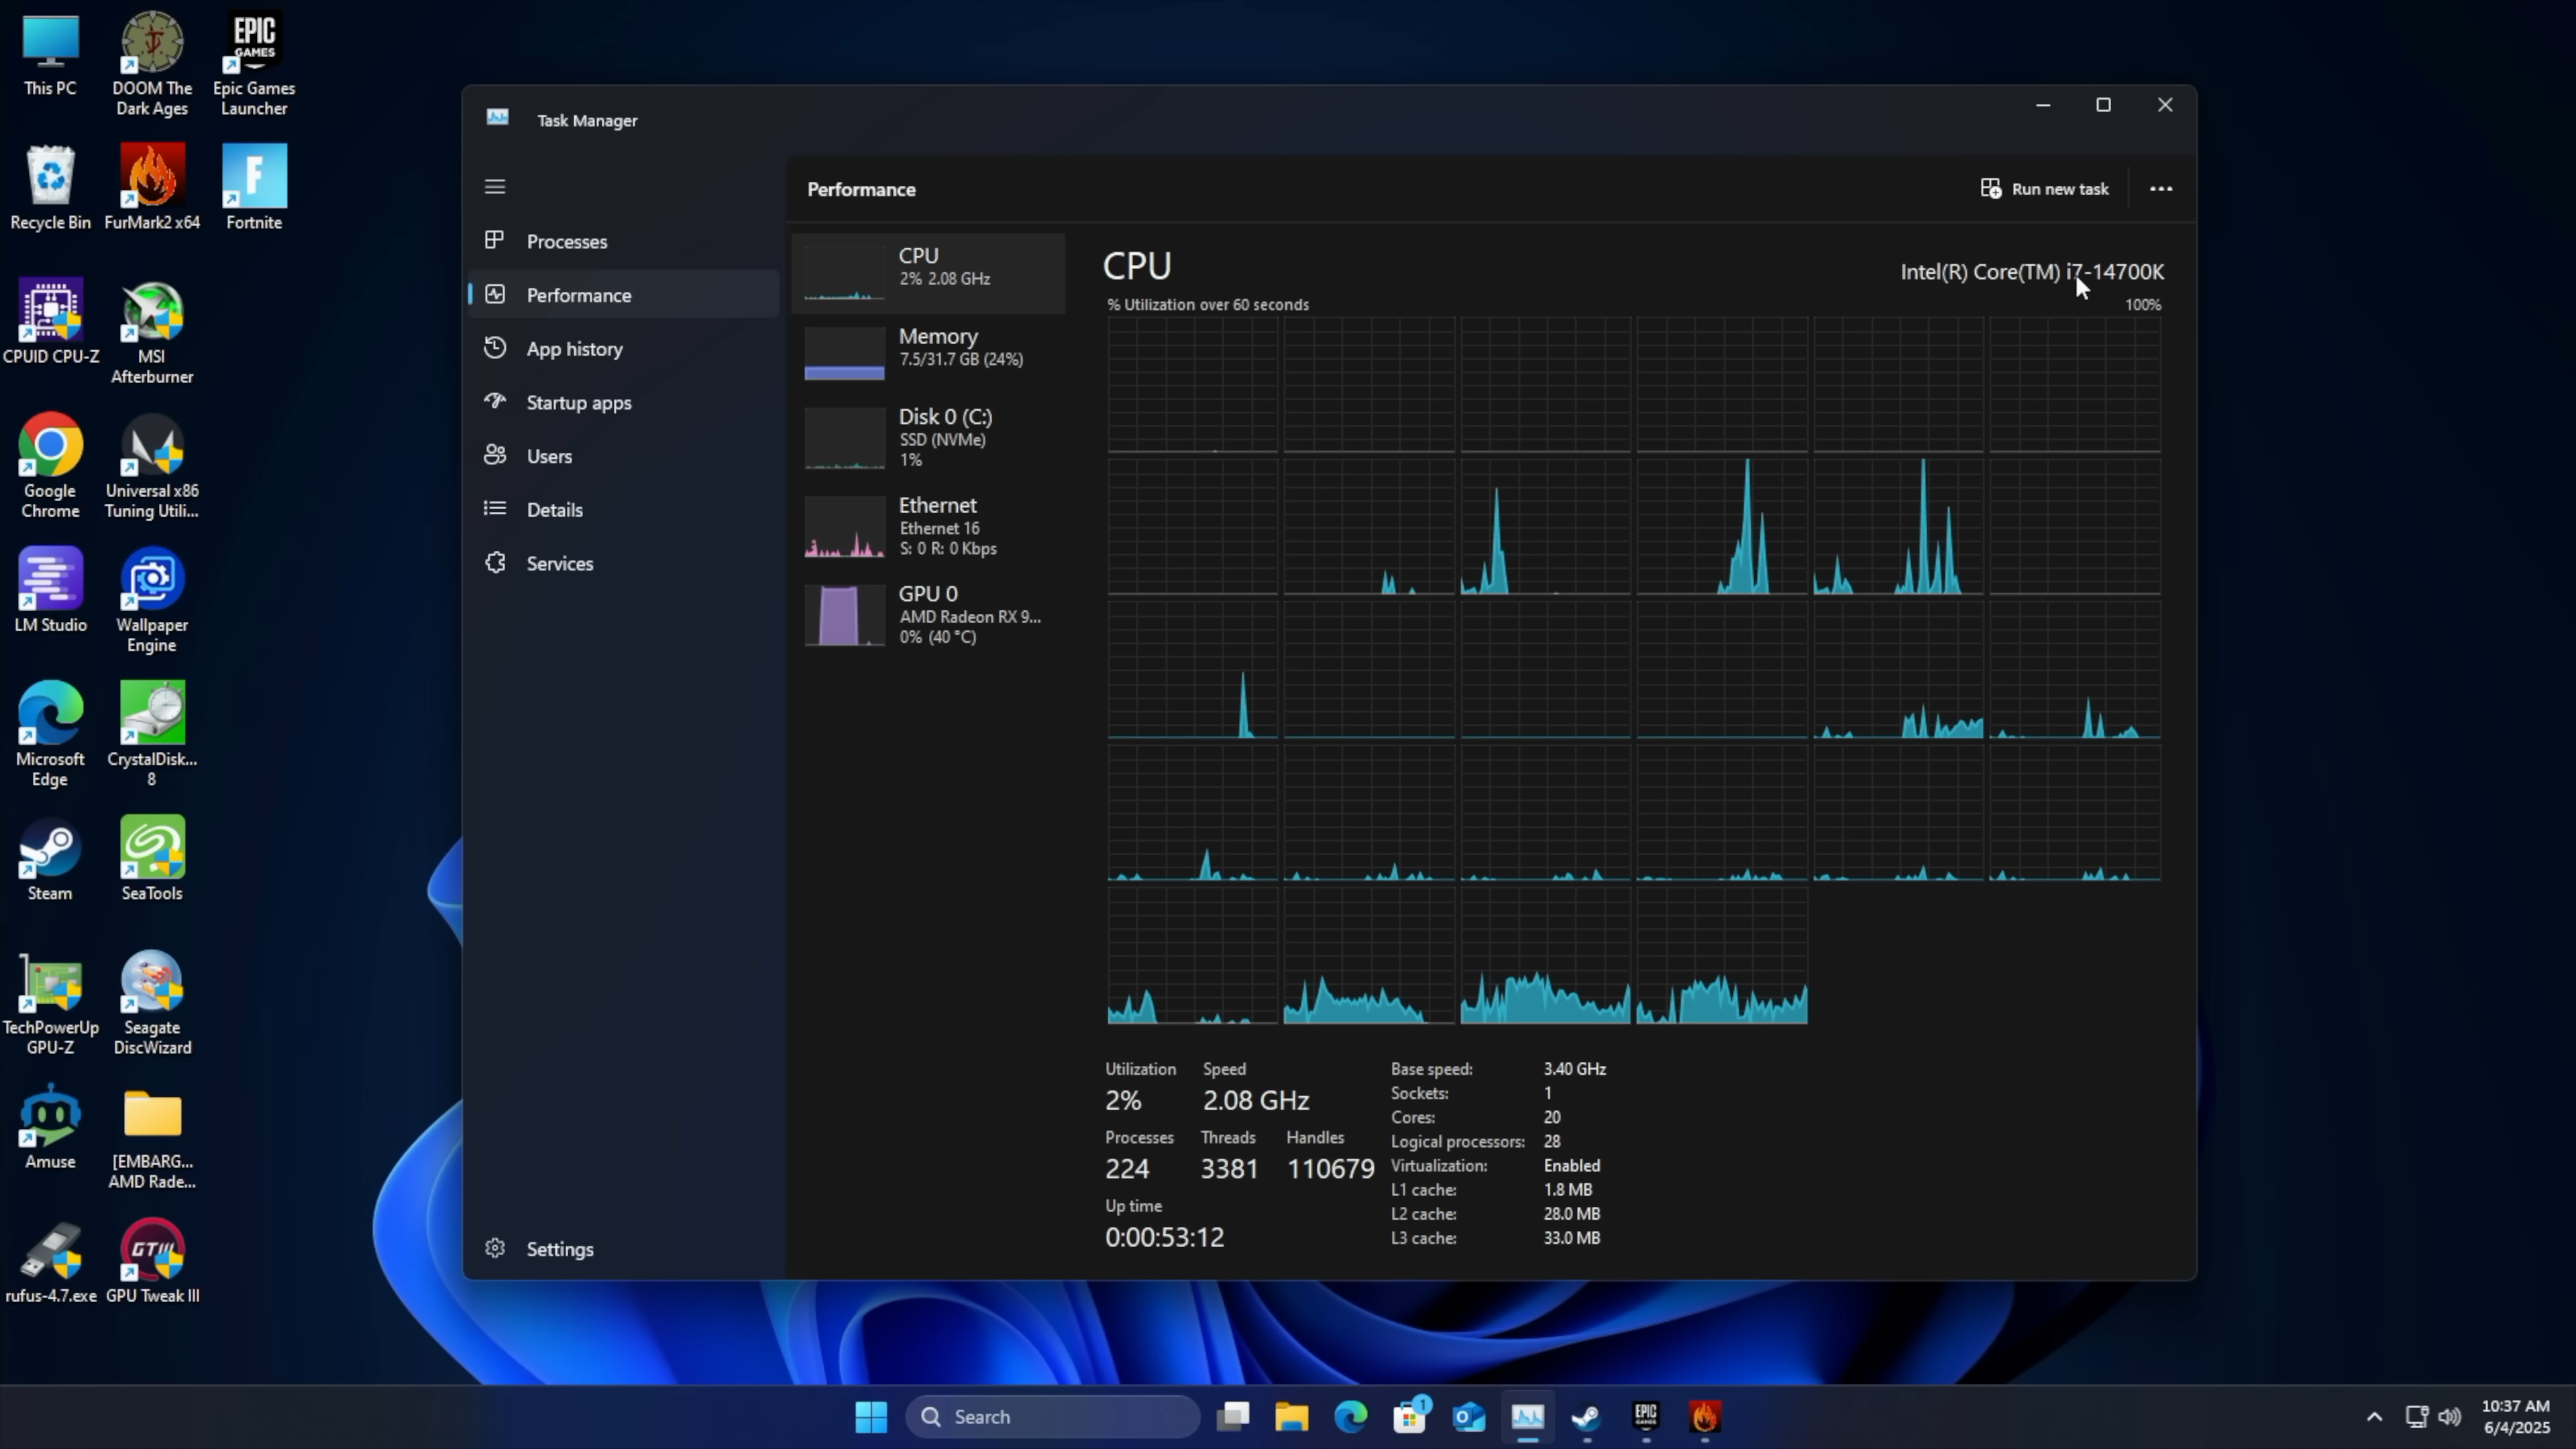 This PC
DOOM The
Dark Ages
EPIC
GAMES
Epic Games
Launcher
Recycle Bin
FurMark2 x64
F
Fortnite
CPUID CPU-Z
MSI
Afterburner
Google
Chrome
Universal x86
Tuning Utili...
LM Studio
Wallpaper
Engine
Microsoft
Edge
CrystalDisk...
8
Steam
SeaTools
TechPowerUp
GPU-Z
Seagate
DiscWizard
Amuse
[EMBARG...
AMD Rade...
rufus-4.7.exe
GTIII
GPU Tweak III
Task Manager
Processes
Performance
App history
Startup apps
Users
Details
Services
Settings
Performance
Run new task
CPU
2% 2.08 GHz
Memory
7.5/31.7 GB (24%)
Disk 0 (C:)
SSD (NVMe)
1%
Ethernet
Ethernet 16
S: 0 R: 0 Kbps
GPU 0
AMD Radeon RX 9...
0% (40 °C)
CPU
Intel(R) Core(TM) i7-14700K
% Utilization over 60 seconds
100%
Utilization
2%
Speed
2.08 GHz
Processes
224
Threads
3381
Handles
110679
Up time
0:00:53:12
Base speed: 3.40 GHz
Sockets: 1
Cores: 20
Logical processors: 28
Virtualization: Enabled
L1 cache: 1.8 MB
L2 cache: 28.0 MB
L3 cache: 33.0 MB
Search
1
EPIC
10:37 AM
6/4/2025